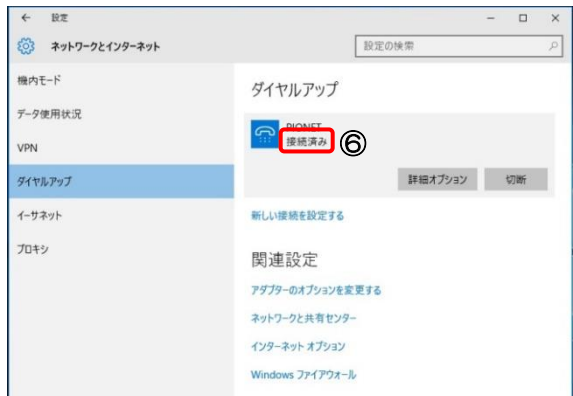 設定
ネットワークとインターネット
設定の検索
機内モード
データ使用状況
VPN
ダイヤルアップ
イーサネット
プロキシ
ダイヤルアップ
PIONET
接続済み
⑥
詳細オプション
切断
新しい接続を設定する
関連設定
アダプターのオプションを変更する
ネットワークと共有センター
インターネット オプション
Windows ファイアウォール